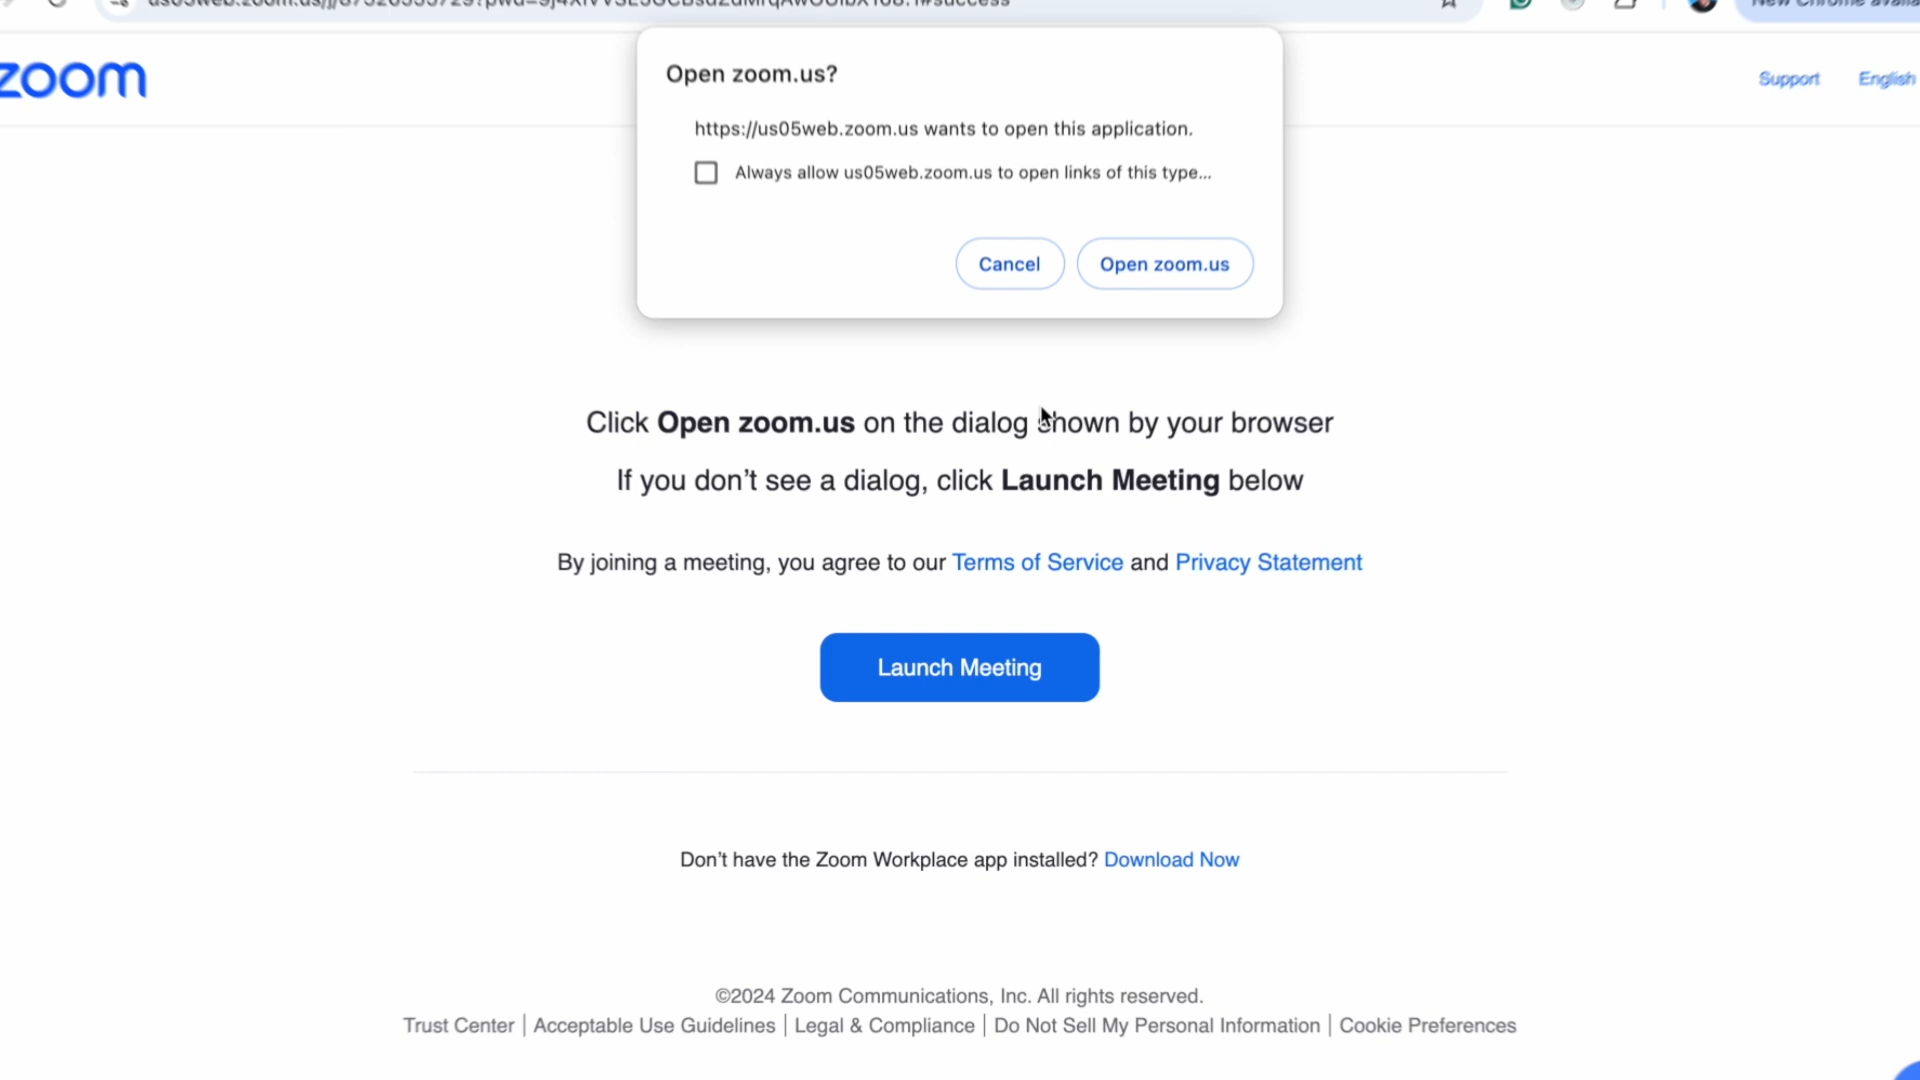 zoom
Support English
Open zoom.us?
https://us05web.zoom.us wants to open this application.
Always allow us05web.zoom.us to open links of this type...
Cancel Open zoom.us
Click Open zoom.us on the dialog shown by your browser
If you don’t see a dialog, click Launch Meeting below
By joining a meeting, you agree to our Terms of Service and Privacy Statement
Launch Meeting
Don’t have the Zoom Workplace app installed? Download Now
©2024 Zoom Communications, Inc. All rights reserved.
Trust Center | Acceptable Use Guidelines | Legal & Compliance | Do Not Sell My Personal Information | Cookie Preferences